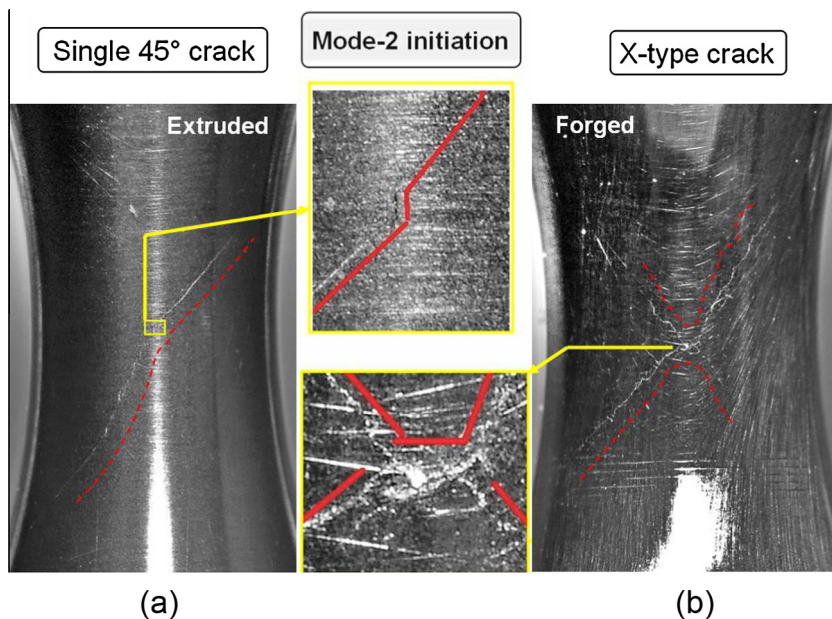 Single 45° crack
Mode-2 initiation
X-type crack
Extruded
Forged
(a)
(b)